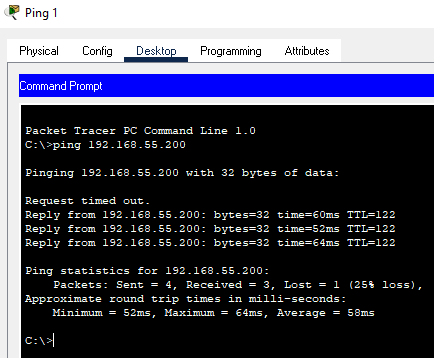 Ping 1
Physical Config Desktop Programming Attributes
Command Prompt
Packet Tracer PC Command Line 1.0
C:\>ping 192.168.55.200
Pinging 192.168.55.200 with 32 bytes of data:
Request timed out.
Reply from 192.168.55.200: bytes=32 time=60ms TTL=122
Reply from 192.168.55.200: bytes=32 time=52ms TTL=122
Reply from 192.168.55.200: bytes=32 time=64ms TTL=122
Ping statistics for 192.168.55.200:
Packets: Sent = 4, Received = 3, Lost = 1 (25% loss),
Approximate round trip times in milli-seconds:
Minimum = 52ms, Maximum = 64ms, Average = 58ms
C:\>